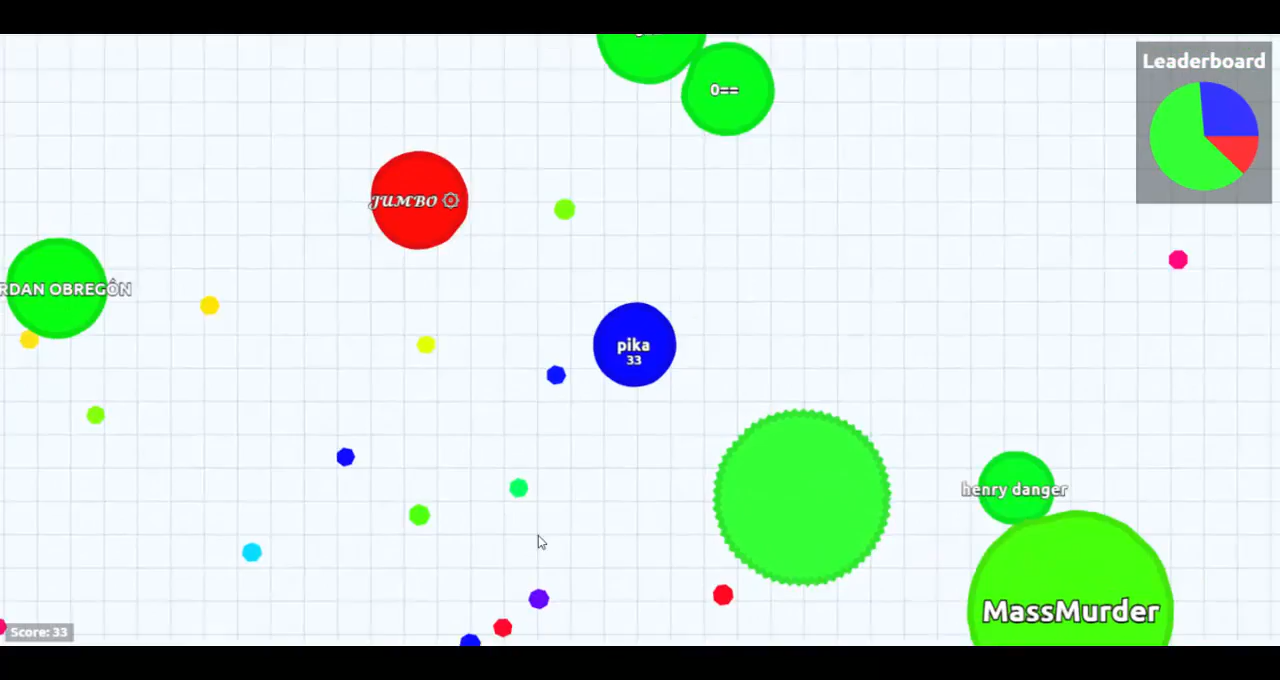 Leaderboard
0==
JUMBO ۞
RDAN OBREGÓN
pika
33
henry danger
MassMurder
Score: 33